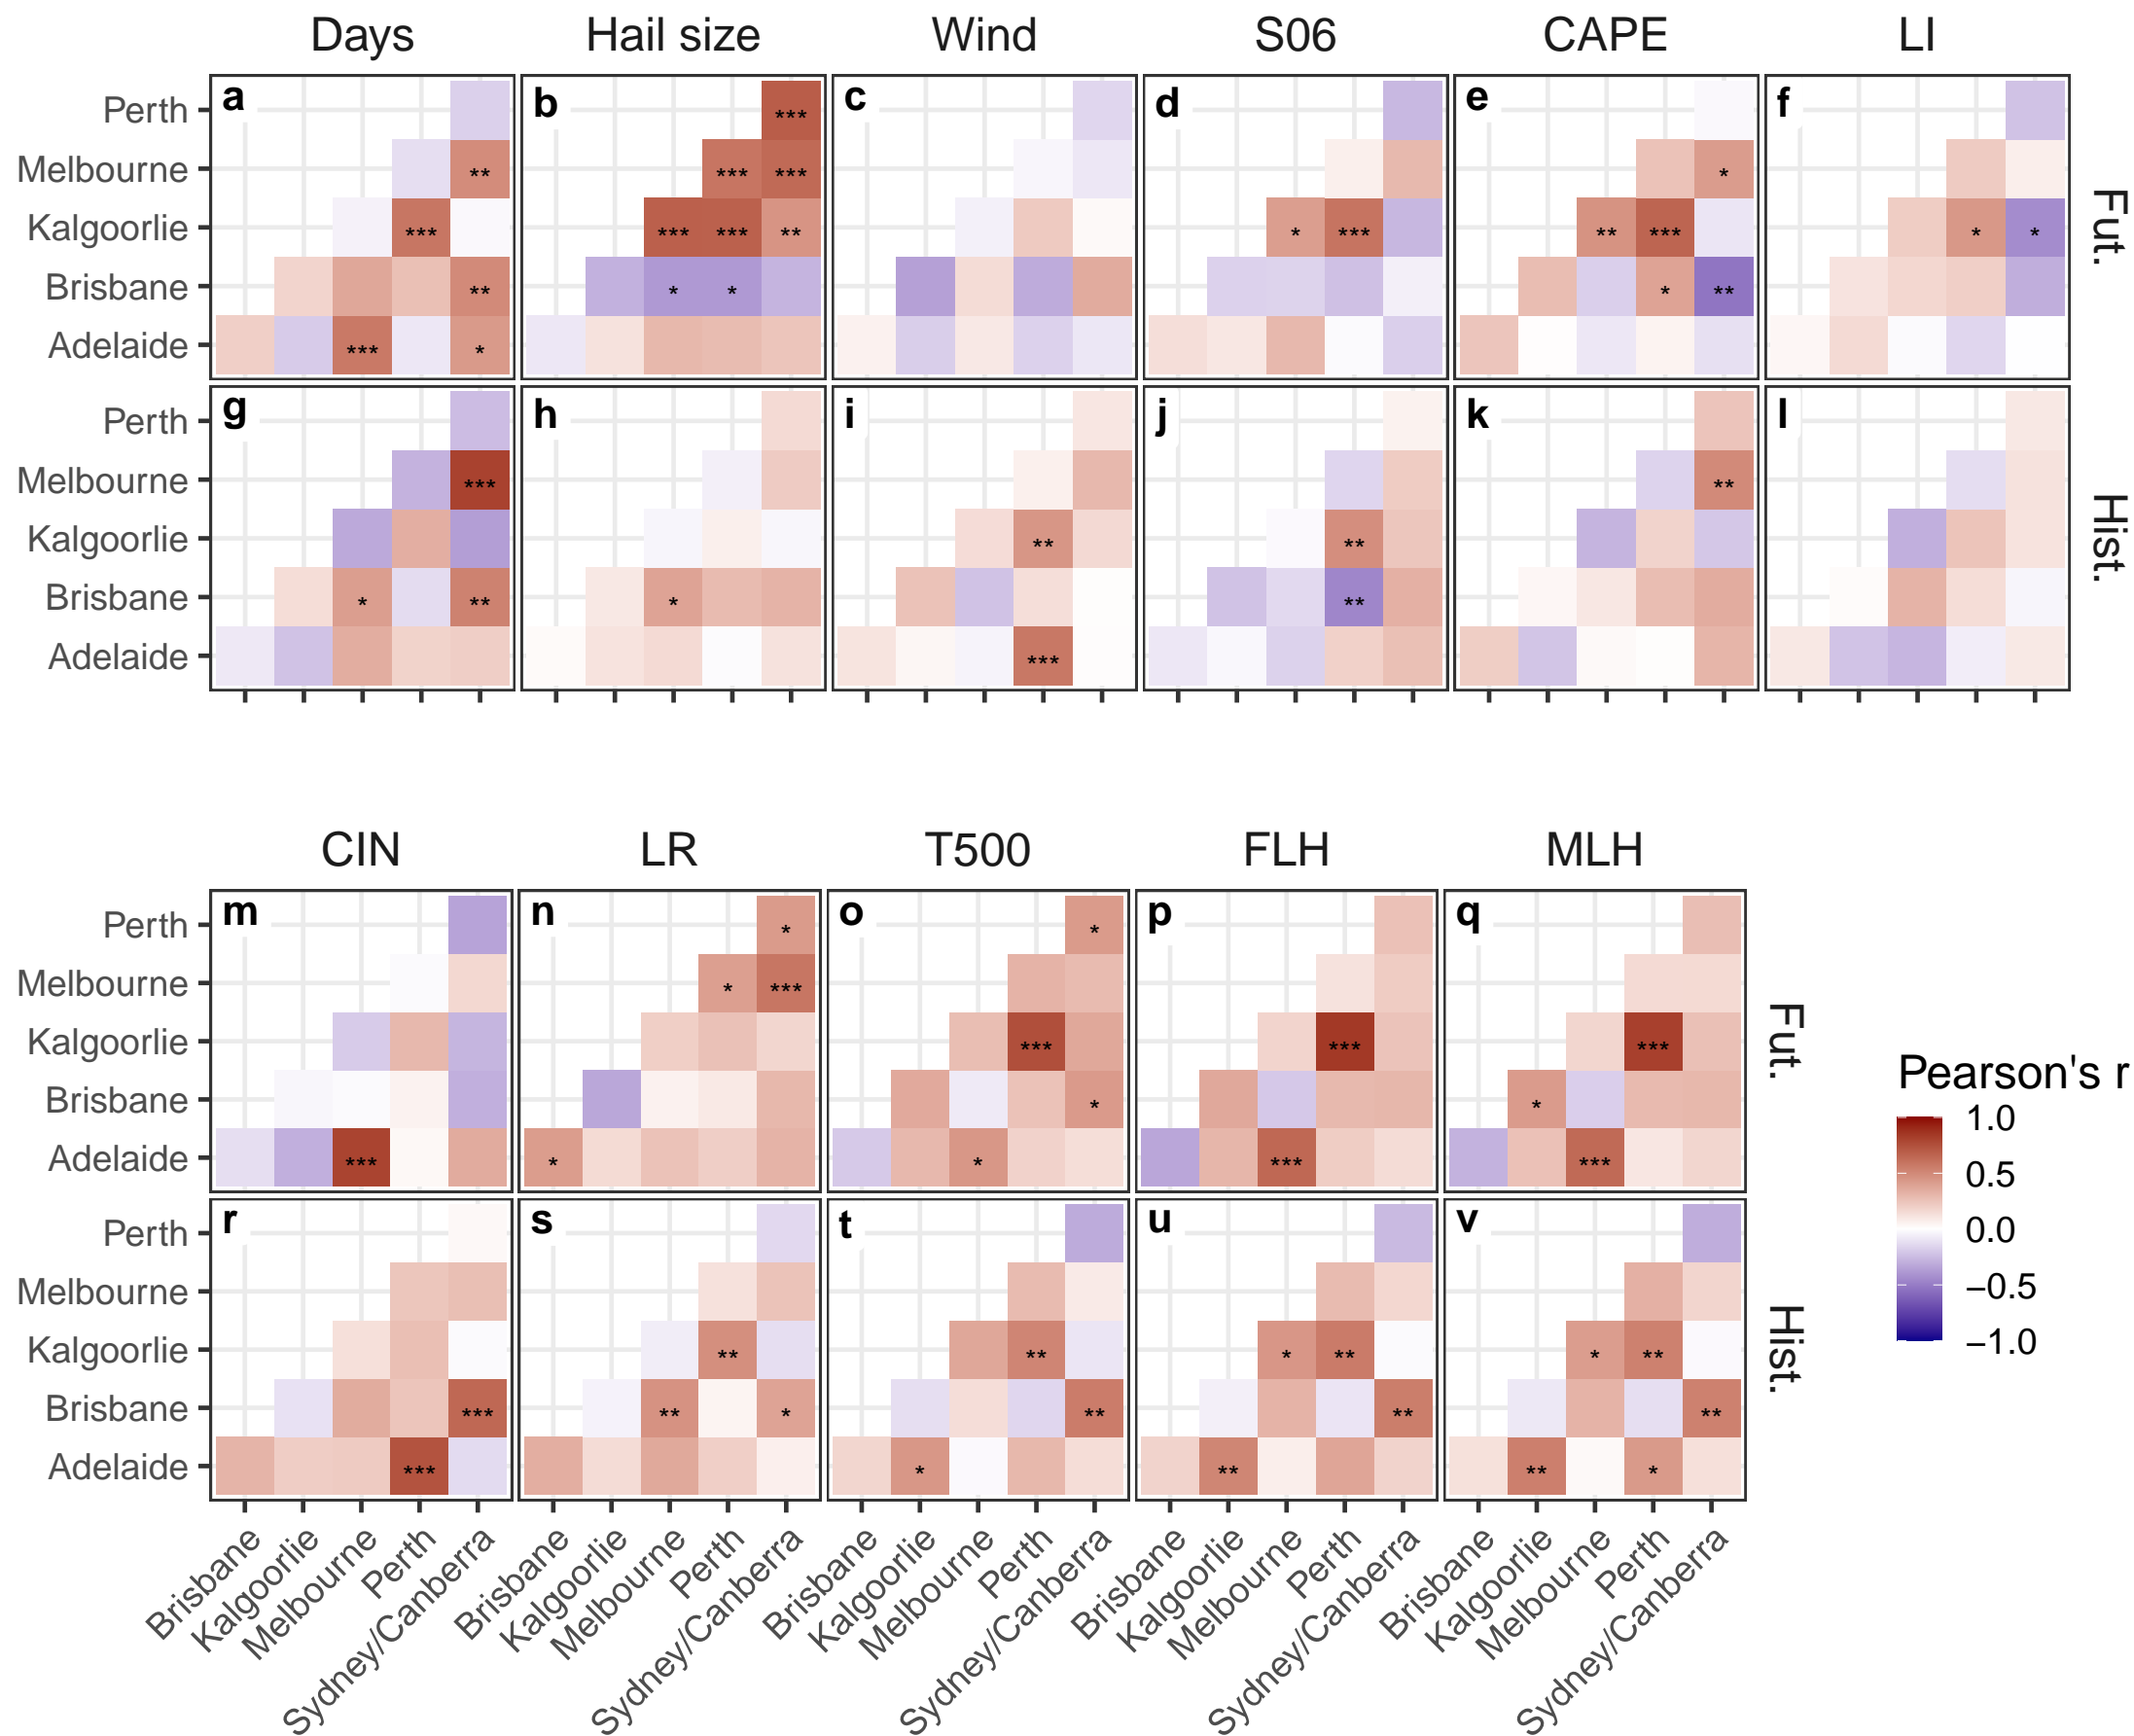 Days Hail size Wind S06 CAPE LI
a b c d e f
Perth ***
Melbourne ** *** *** *
Kalgoorlie *** *** *** ** * *** ** *** * *
Brisbane ** * * * **
Adelaide *** *
Fut.
g h i j k l
Perth
Melbourne *** **
Kalgoorlie ** **
Brisbane * ** * **
Adelaide ***
Hist.
CIN LR T500 FLH MLH
m n o p q
Perth * *
Melbourne * ***
Kalgoorlie *** *** ***
Brisbane * *
Adelaide *** * * *** ***
Fut.
r s t u v
Perth
Melbourne
Kalgoorlie ** ** * ** * **
Brisbane *** ** * ** ** **
Adelaide *** * ** ** *
Hist.
Brisbane Kalgoorlie Melbourne Perth Sydney/Canberra
Brisbane Kalgoorlie Melbourne Perth Sydney/Canberra
Brisbane Kalgoorlie Melbourne Perth Sydney/Canberra
Brisbane Kalgoorlie Melbourne Perth Sydney/Canberra
Brisbane Kalgoorlie Melbourne Perth Sydney/Canberra
Pearson's r
1.0
0.5
0.0
−0.5
−1.0